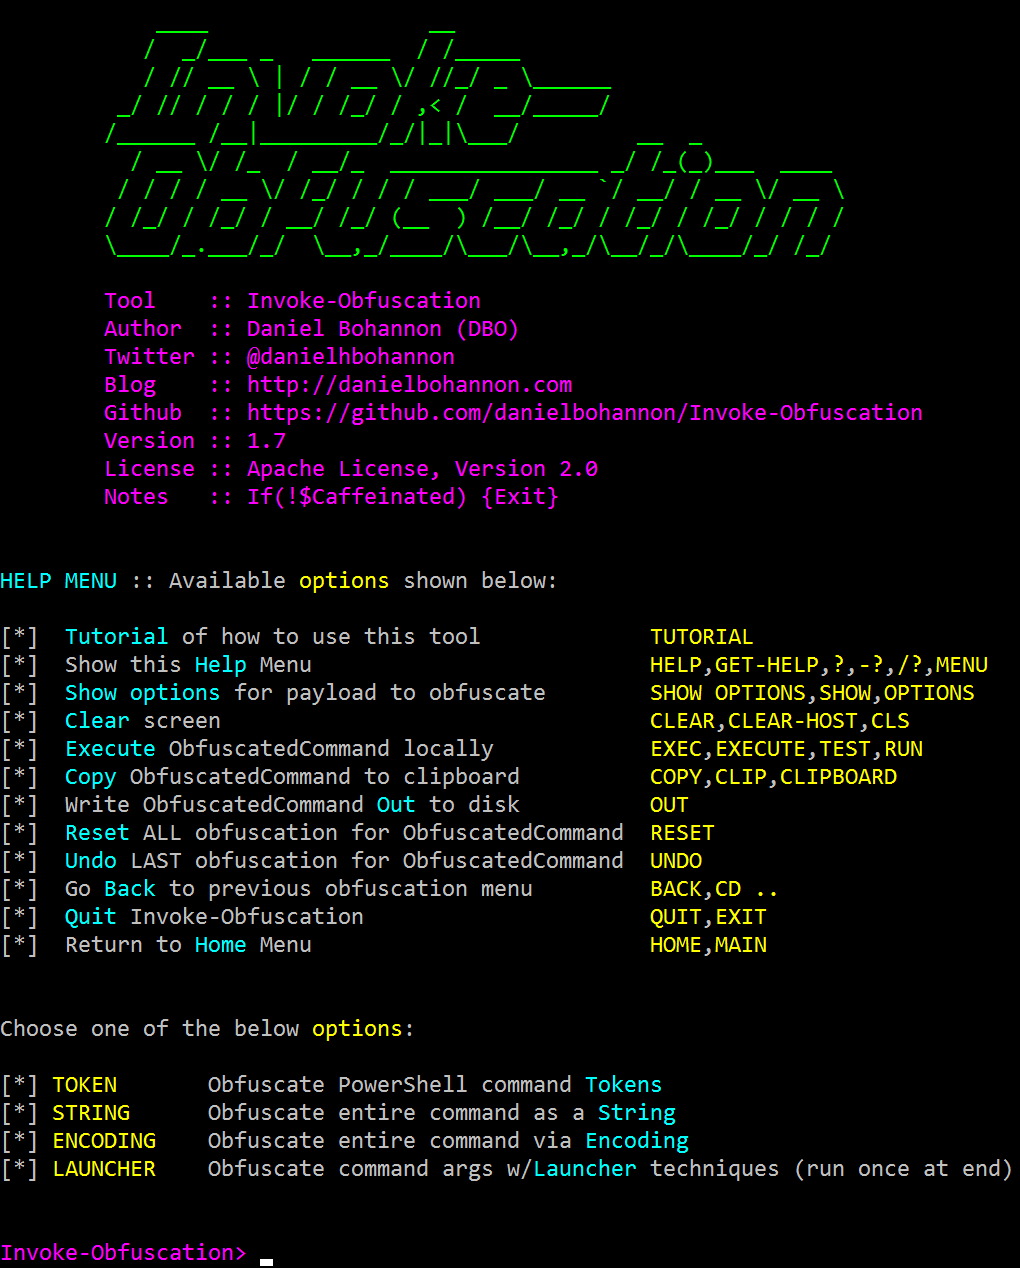 Invoke-
Obfuscation
Tool :: Invoke-Obfuscation
Author :: Daniel Bohannon (DBO)
Twitter :: @danielhbohannon
Blog :: http://danielbohannon.com
Github :: https://github.com/danielbohannon/Invoke-Obfuscation
Version :: 1.7
License :: Apache License, Version 2.0
Notes :: If(!$Caffeinated) {Exit}
HELP MENU :: Available options shown below:
[*] Tutorial of how to use this tool TUTORIAL
[*] Show this Help Menu HELP,GET-HELP,?,-?,/?,MENU
[*] Show options for payload to obfuscate SHOW OPTIONS,SHOW,OPTIONS
[*] Clear screen CLEAR,CLEAR-HOST,CLS
[*] Execute ObfuscatedCommand locally EXEC,EXECUTE,TEST,RUN
[*] Copy ObfuscatedCommand to clipboard COPY,CLIP,CLIPBOARD
[*] Write ObfuscatedCommand Out to disk OUT
[*] Reset ALL obfuscation for ObfuscatedCommand RESET
[*] Undo LAST obfuscation for ObfuscatedCommand UNDO
[*] Go Back to previous obfuscation menu BACK,CD ..
[*] Quit Invoke-Obfuscation QUIT,EXIT
[*] Return to Home Menu HOME,MAIN
Choose one of the below options:
[*] TOKEN Obfuscate PowerShell command Tokens
[*] STRING Obfuscate entire command as a String
[*] ENCODING Obfuscate entire command via Encoding
[*] LAUNCHER Obfuscate command args w/Launcher techniques (run once at end)
Invoke-Obfuscation>